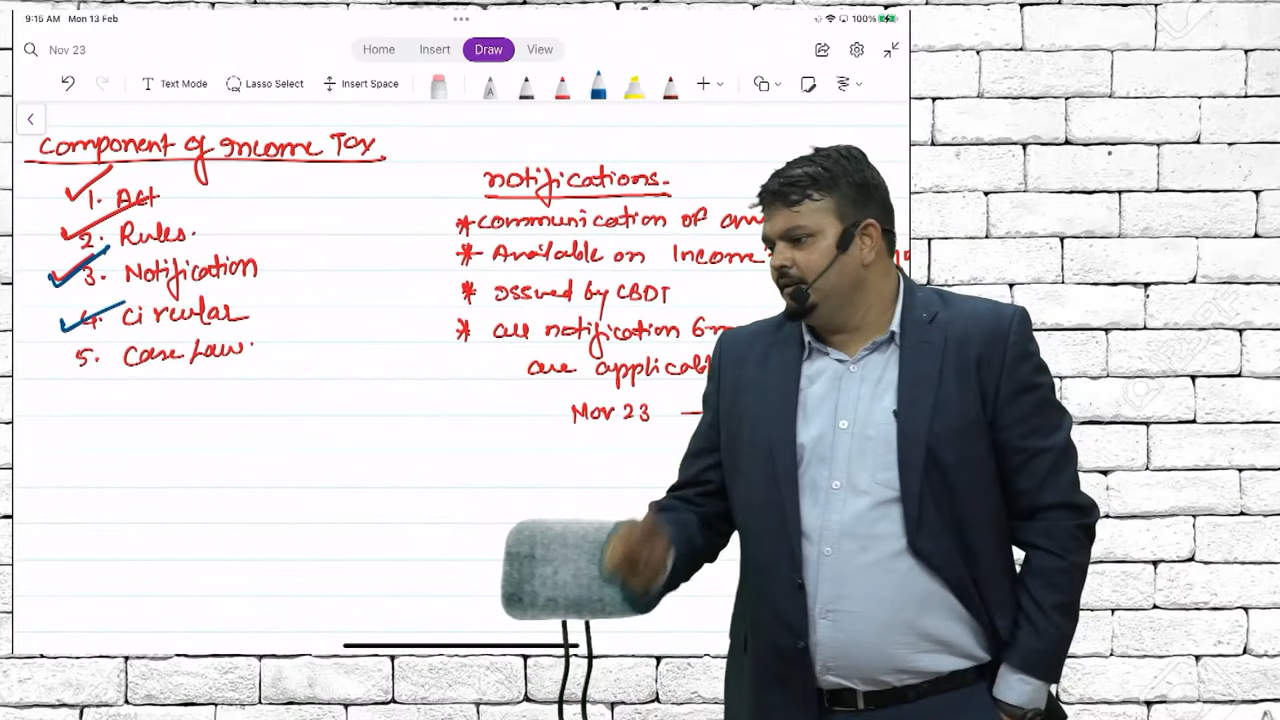 9:15 AM Mon 13 Feb
100%
Nov 23
Home Insert Draw View
Text Mode Lasso Select Insert Space
Component of Income Tax
1. Act
2. Rules.
3. Notification
4. Circular
5. Case Law.
notifications.
* Communication of
* Available on Income
* Issued by CBDT
* all notification 6
are
Nov 23 —